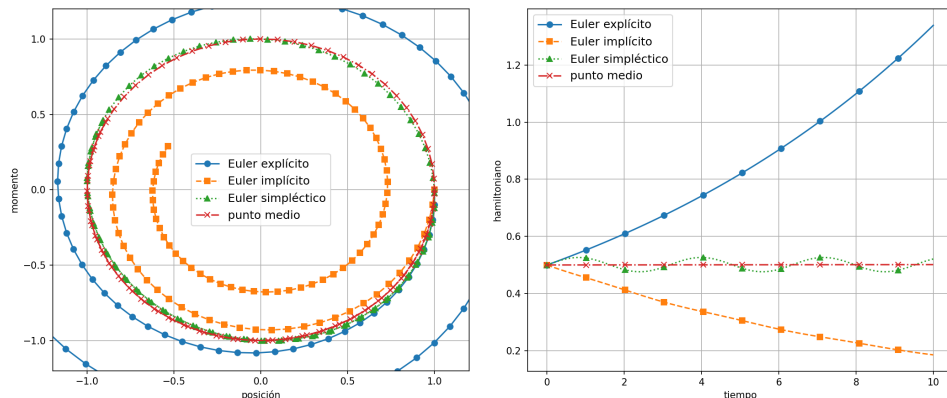 1.0
0.5
0.0
−0.5
−1.0
momento
Euler explícito
Euler implícito
Euler simpléctico
punto medio
−1.0
−0.5
0.0
0.5
1.0
posición
Euler explícito
Euler implícito
Euler simpléctico
punto medio
1.2
1.0
0.8
0.6
0.4
0.2
hamiltoniano
0
2
4
6
8
10
tiempo